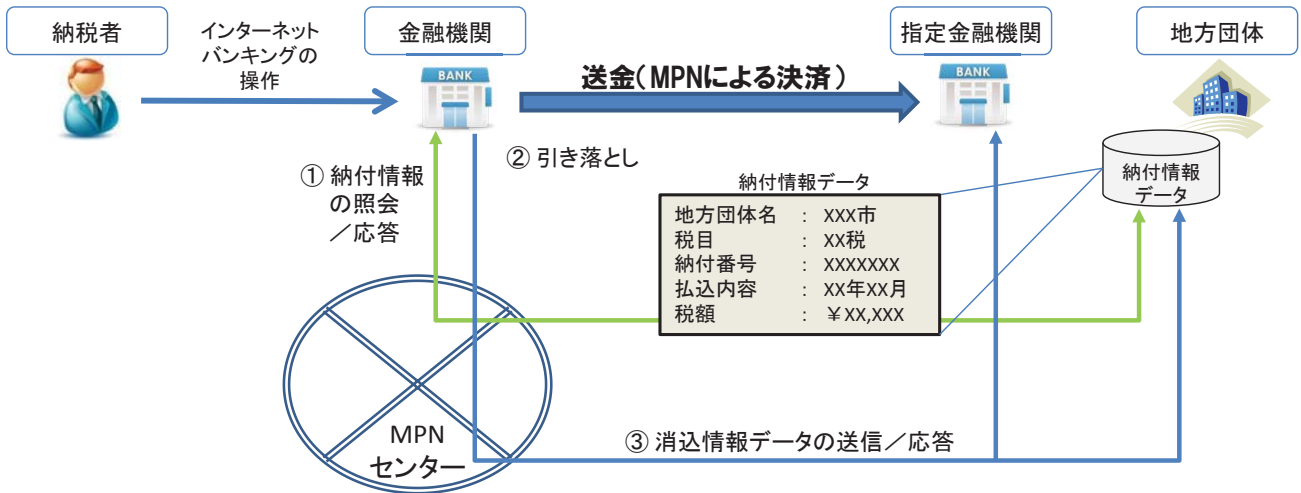 納税者
インターネット
バンキングの
操作
金融機関
BANK
送金(MPNによる決済)
指定金融機関
BANK
地方団体
① 納付情報
の照会
/応答
② 引き落とし
納付情報データ
地方団体名 : XXX市
税目 : XX税
納付番号 : XXXXXXX
払込内容 : XX年XX月
税額 : ¥XX,XXX
納付情報
データ
MPN
センター
③ 消込情報データの送信/応答